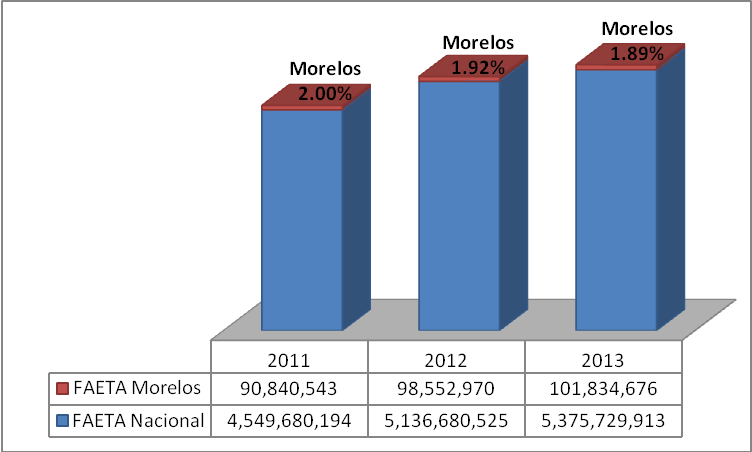 Morelos
1.89%
Morelos
1.92%
Morelos
2.00%
2011 2012 2013
FAETA Morelos 90,840,543 98,552,970 101,834,676
FAETA Nacional 4,549,680,194 5,136,680,525 5,375,729,913